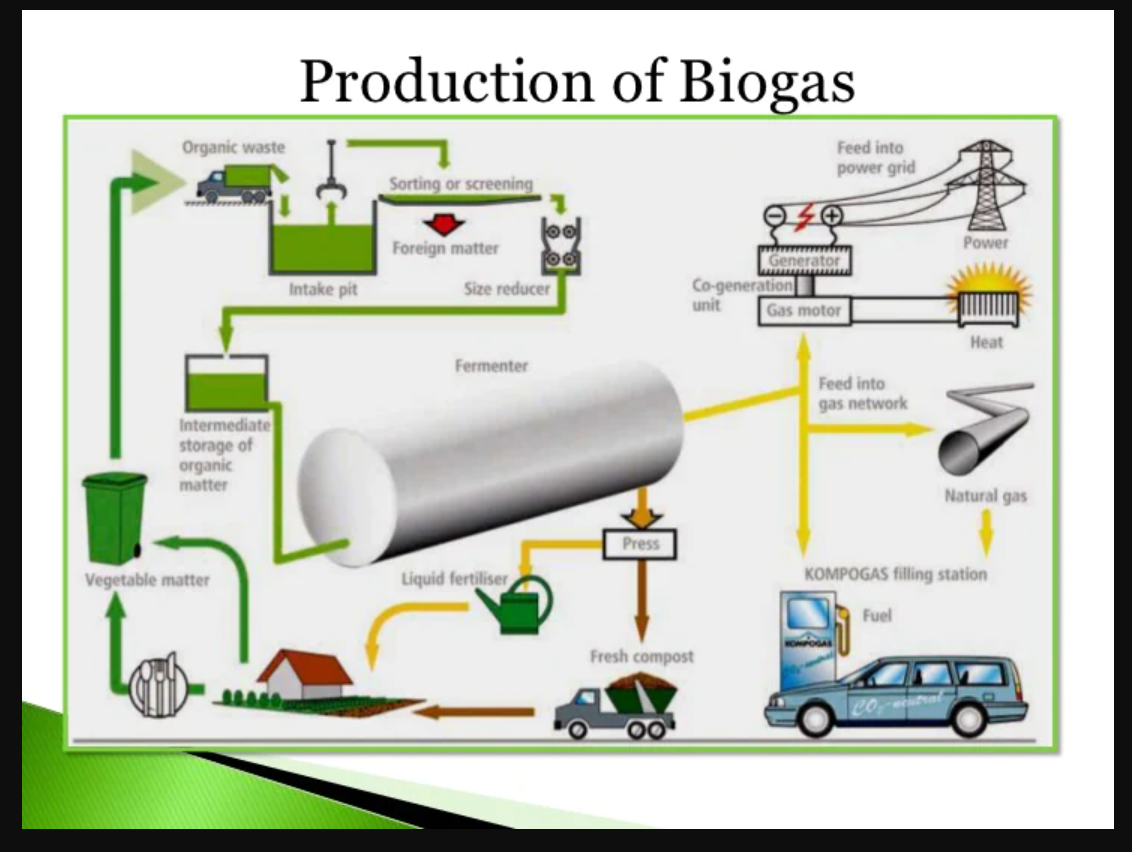 Production of Biogas
Organic waste
Sorting or screening
Foreign matter
Intake pit
Size reducer
Feed into
power grid
−
+
Power
Generator
Co-generation
unit
Gas motor
Heat
Fermenter
Feed into
gas network
Intermediate
storage of
organic
matter
Natural gas
Press
Vegetable matter
Liquid fertiliser
KOMPOGAS filling station
Fuel
KOMPOGAS
CO₂-neutral
Fresh compost
CO₂-neutral